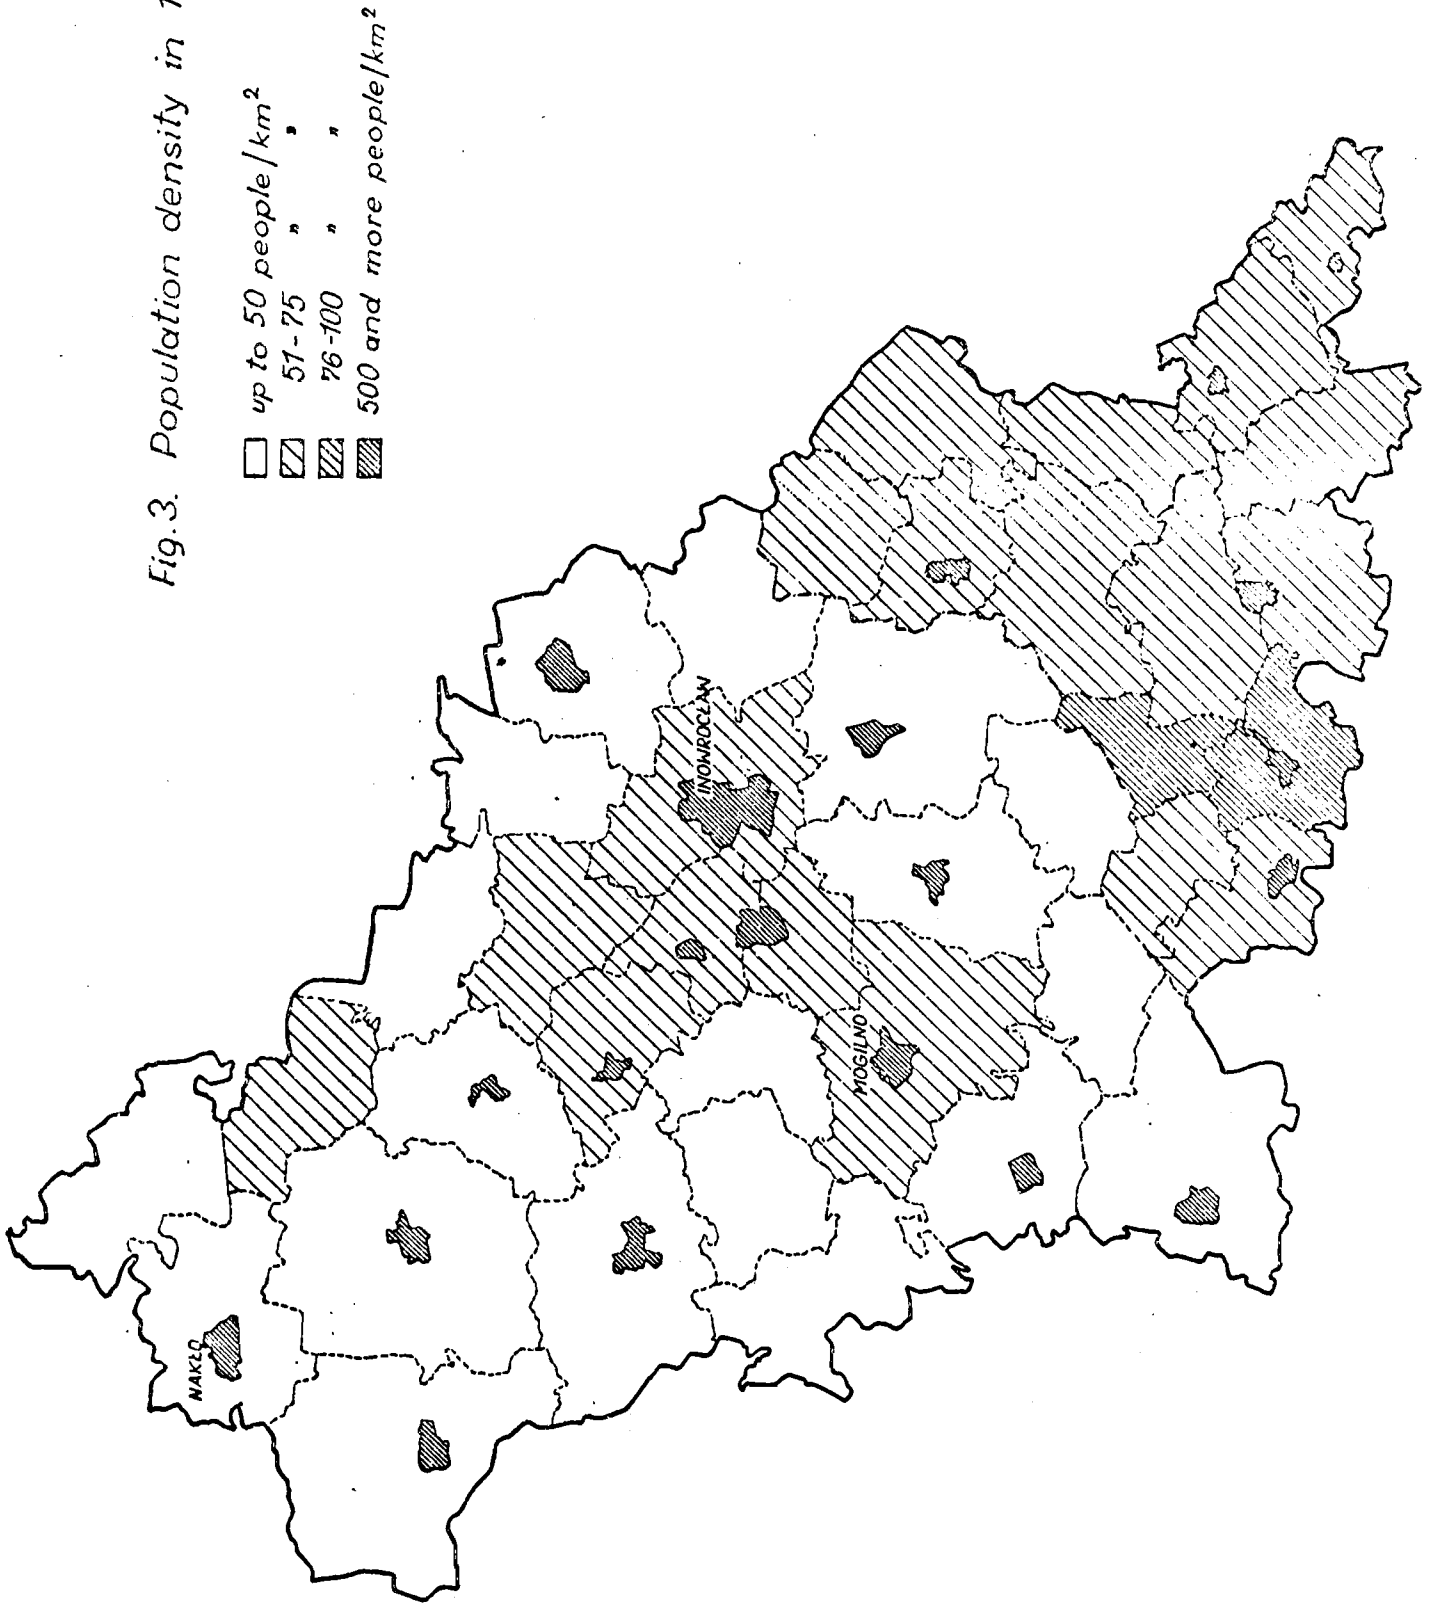 Fig.3. Population density in 1
up to 50 people/km²
51-75 " "
76-100 " "
500 and more people/km²
NAKŁO
INOWROCŁAW
MOGILNO